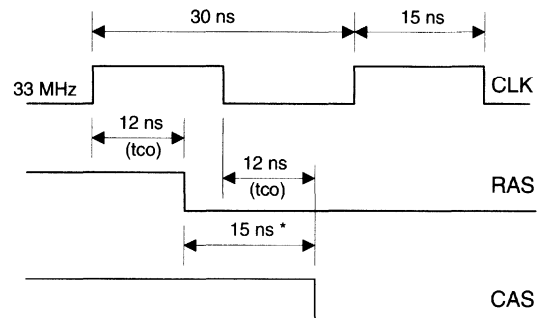 30 ns
15 ns
33 MHz
CLK
12 ns
(tco)
12 ns
(tco)
RAS
15 ns *
CAS